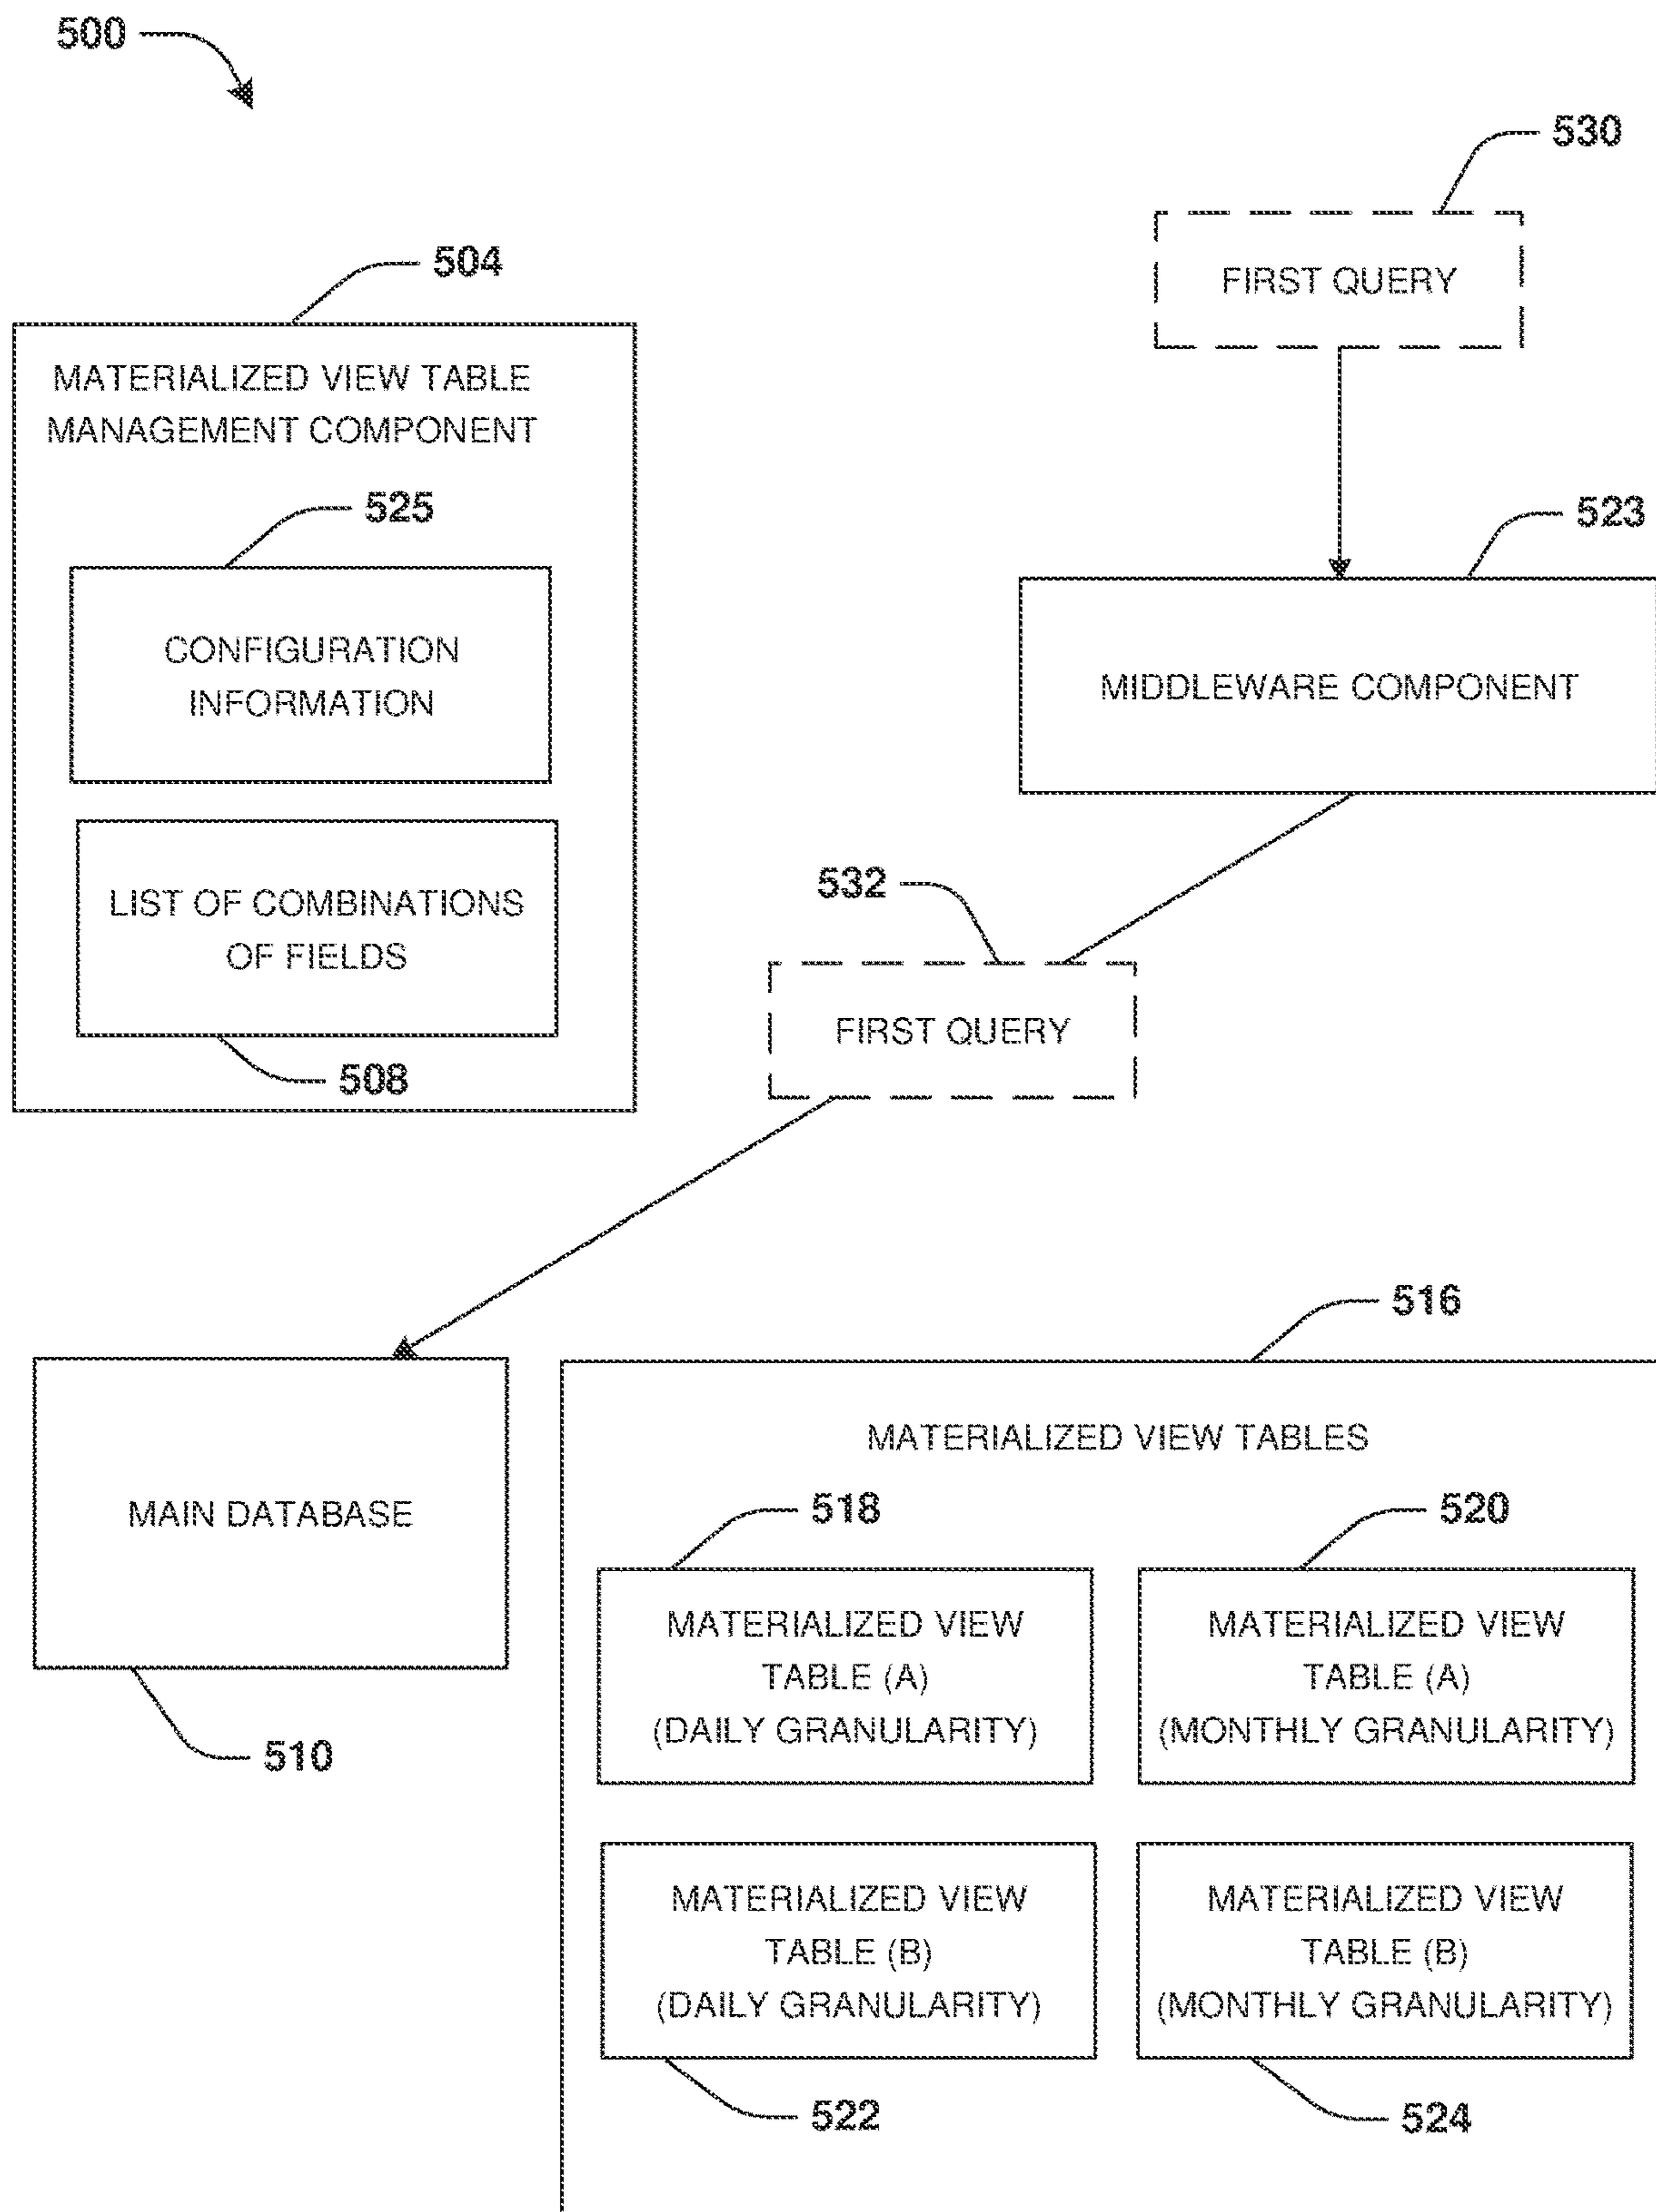 500
530
FIRST QUERY
504
MATERIALIZED VIEW TABLE
MANAGEMENT COMPONENT
525
CONFIGURATION
INFORMATION
523
MIDDLEWARE COMPONENT
LIST OF COMBINATIONS
OF FIELDS
508
532
FIRST QUERY
516
MAIN DATABASE
510
MATERIALIZED VIEW TABLES
518
MATERIALIZED VIEW
TABLE (A)
(DAILY GRANULARITY)
520
MATERIALIZED VIEW
TABLE (A)
(MONTHLY GRANULARITY)
MATERIALIZED VIEW
TABLE (B)
(DAILY GRANULARITY)
522
MATERIALIZED VIEW
TABLE (B)
(MONTHLY GRANULARITY)
524